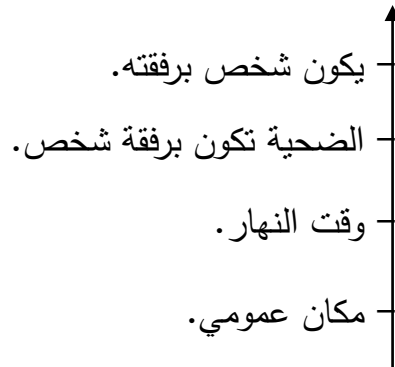 يكون شخص برفقته.
الضحية تكون برفقة شخص.
وقت النهار.
مكان عمومي.